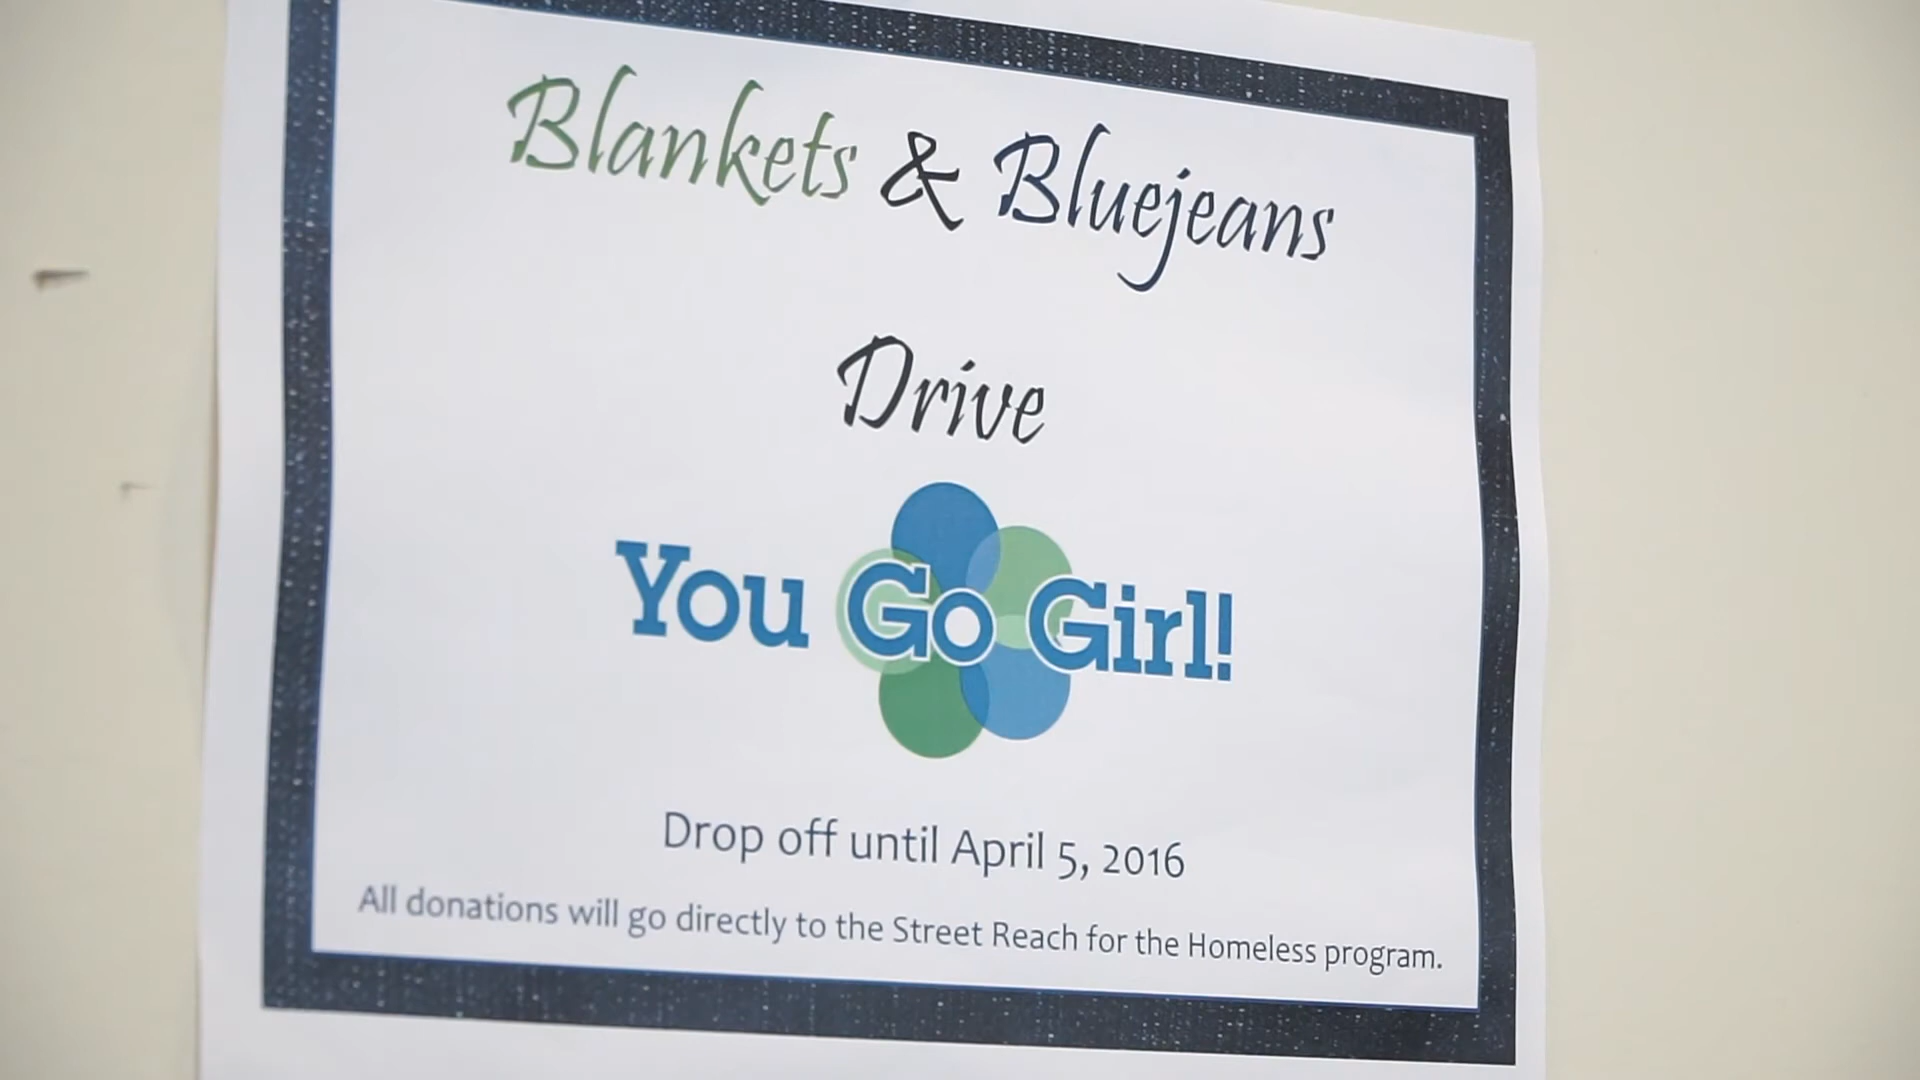 Blankets & Bluejeans
Drive
You Go Girl!
Drop off until April 5, 2016
All donations will go directly to the Street Reach for the Homeless program.